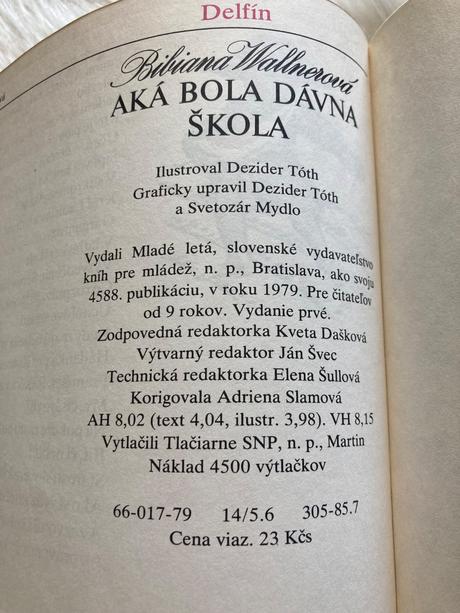 Delfín
Bibiana Wallnerová
AKÁ BOLA DÁVNA
ŠKOLA
Ilustroval Dezider Tóth
Graficky upravil Dezider Tóth
a Svetozár Mydlo
Vydali Mladé letá, slovenské vydavateľstvo
kníh pre mládež, n. p., Bratislava, ako svoju
4588. publikáciu, v roku 1979. Pre čitateľov
od 9 rokov. Vydanie prvé.
Zodpovedná redaktorka Kveta Dašková
Výtvarný redaktor Ján Švec
Technická redaktorka Elena Šullová
Korigovala Adriena Slamová
AH 8,02 (text 4,04, ilustr. 3,98). VH 8,15
Vytlačili Tlačiarne SNP, n. p., Martin
Náklad 4500 výtlačkov
66-017-79 14/5.6 305-85.7
Cena viaz. 23 Kčs